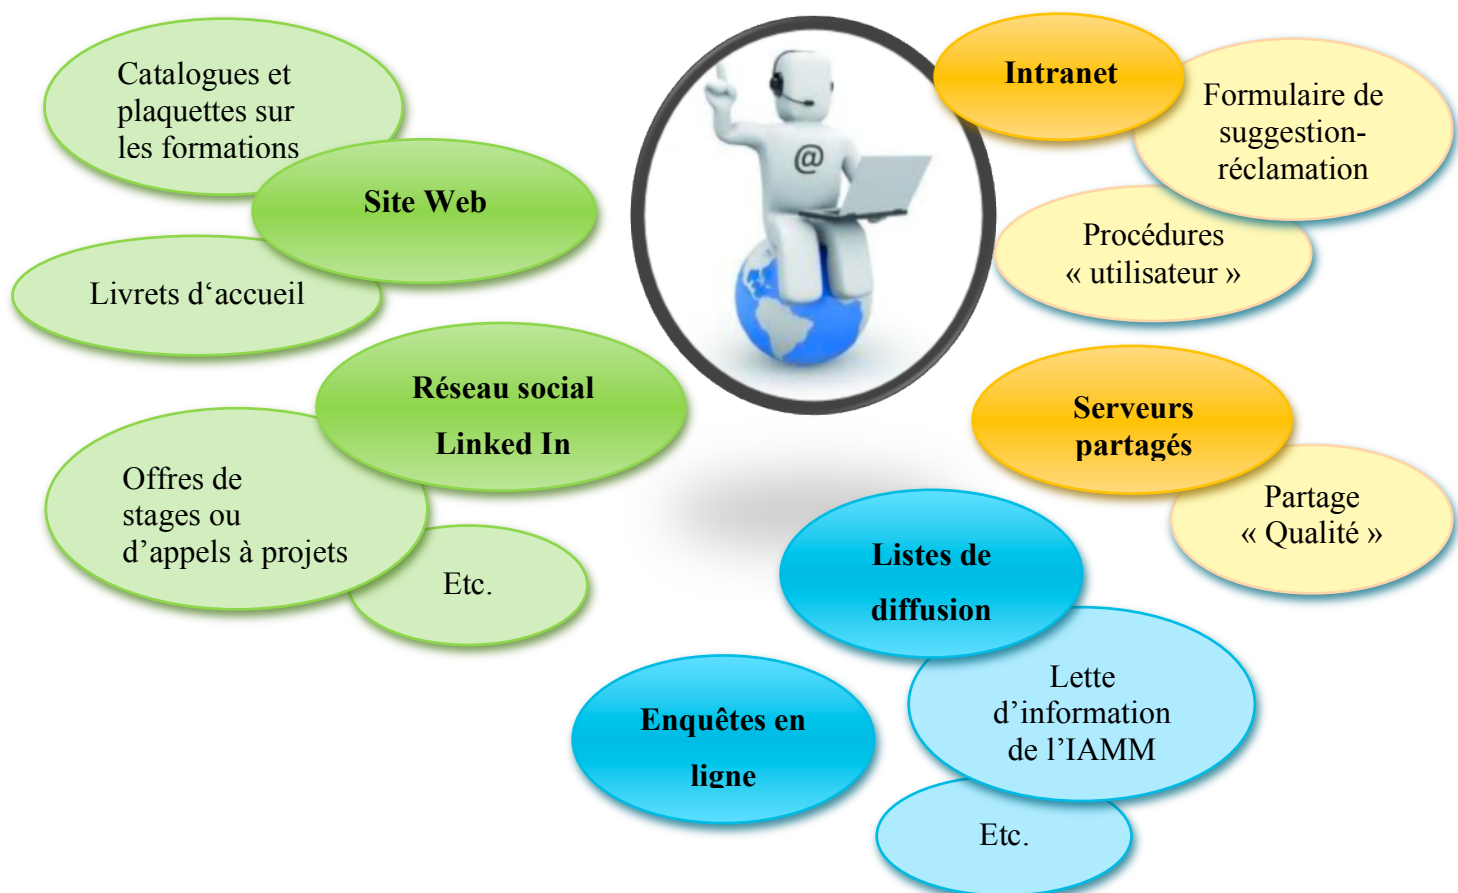 Catalogues et
plaquettes sur
les formations
Site Web
Livrets d‘accueil
Réseau social
Linked In
Offres de
stages ou
d’appels à projets
Etc.
@
Intranet
Formulaire de
suggestion-
réclamation
Procédures
« utilisateur »
Serveurs
partagés
Partage
« Qualité »
Listes de
diffusion
Lette
d’information
de l’IAMM
Etc.
Enquêtes en
ligne